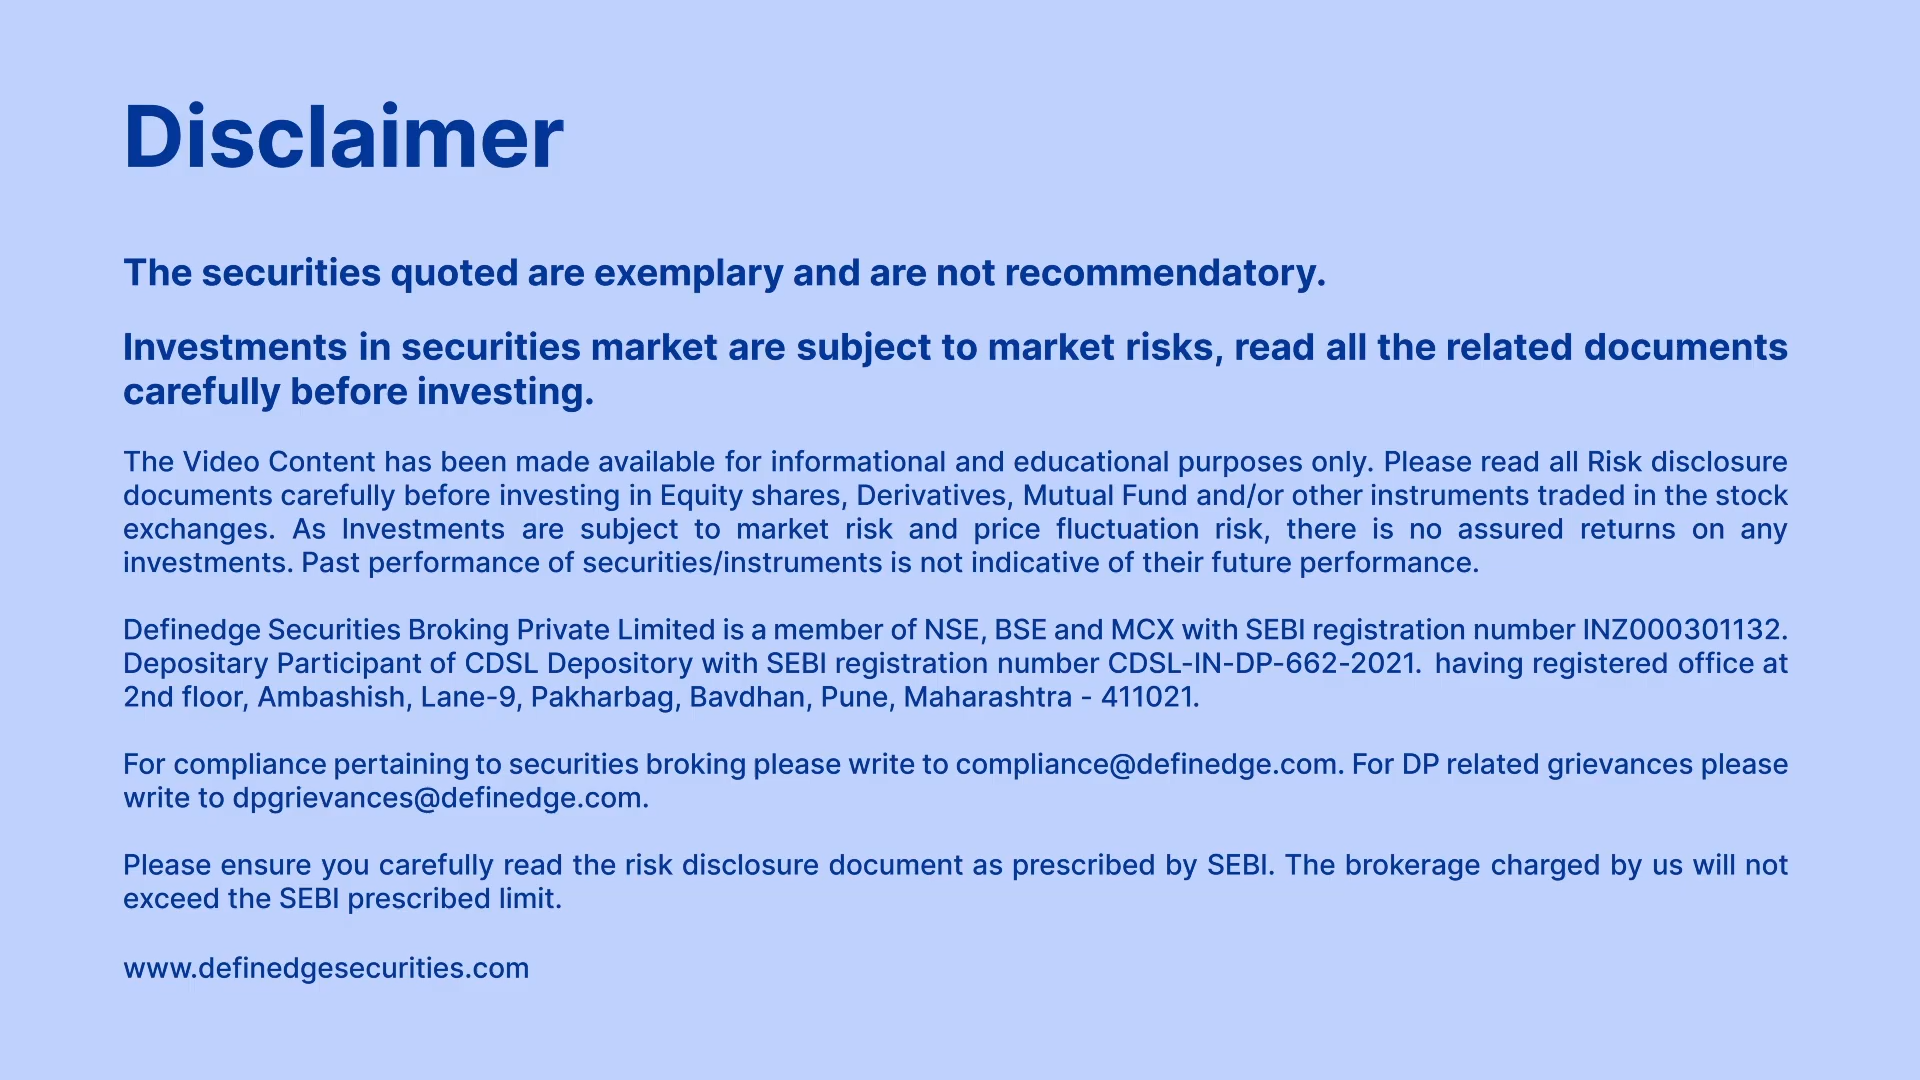 Disclaimer
The securities quoted are exemplary and are not recommendatory.
Investments in securities market are subject to market risks, read all the related documents
carefully before investing.
The Video Content has been made available for informational and educational purposes only. Please read all Risk disclosure
documents carefully before investing in Equity shares, Derivatives, Mutual Fund and/or other instruments traded in the stock
exchanges. As Investments are subject to market risk and price fluctuation risk, there is no assured returns on any
investments. Past performance of securities/instruments is not indicative of their future performance.
Definedge Securities Broking Private Limited is a member of NSE, BSE and MCX with SEBI registration number INZ000301132.
Depositary Participant of CDSL Depository with SEBI registration number CDSL-IN-DP-662-2021. having registered office at
2nd floor, Ambashish, Lane-9, Pakharbag, Bavdhan, Pune, Maharashtra - 411021.
For compliance pertaining to securities broking please write to compliance@definedge.com. For DP related grievances please
write to dpgrievances@definedge.com.
Please ensure you carefully read the risk disclosure document as prescribed by SEBI. The brokerage charged by us will not
exceed the SEBI prescribed limit.
www.definedgesecurities.com